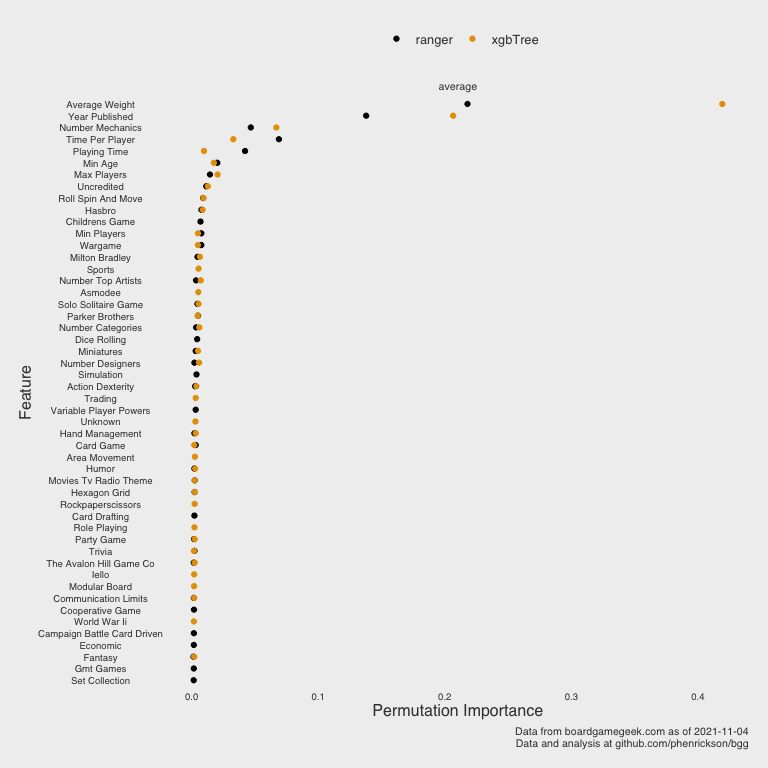 ranger xgbTree
average
Average Weight
Year Published
Number Mechanics
Time Per Player
Playing Time
Min Age
Max Players
Uncredited
Roll Spin And Move
Hasbro
Childrens Game
Min Players
Wargame
Milton Bradley
Sports
Number Top Artists
Asmodee
Solo Solitaire Game
Parker Brothers
Number Categories
Dice Rolling
Miniatures
Number Designers
Simulation
Action Dexterity
Trading
Variable Player Powers
Unknown
Hand Management
Card Game
Area Movement
Humor
Movies Tv Radio Theme
Hexagon Grid
Rockpaperscissors
Card Drafting
Role Playing
Party Game
Trivia
The Avalon Hill Game Co
Iello
Modular Board
Communication Limits
Cooperative Game
World War Ii
Campaign Battle Card Driven
Economic
Fantasy
Gmt Games
Set Collection
Feature
0.0 0.1 0.2 0.3 0.4
Permutation Importance
Data from boardgamegeek.com as of 2021-11-04
Data and analysis at github.com/phenrickson/bgg